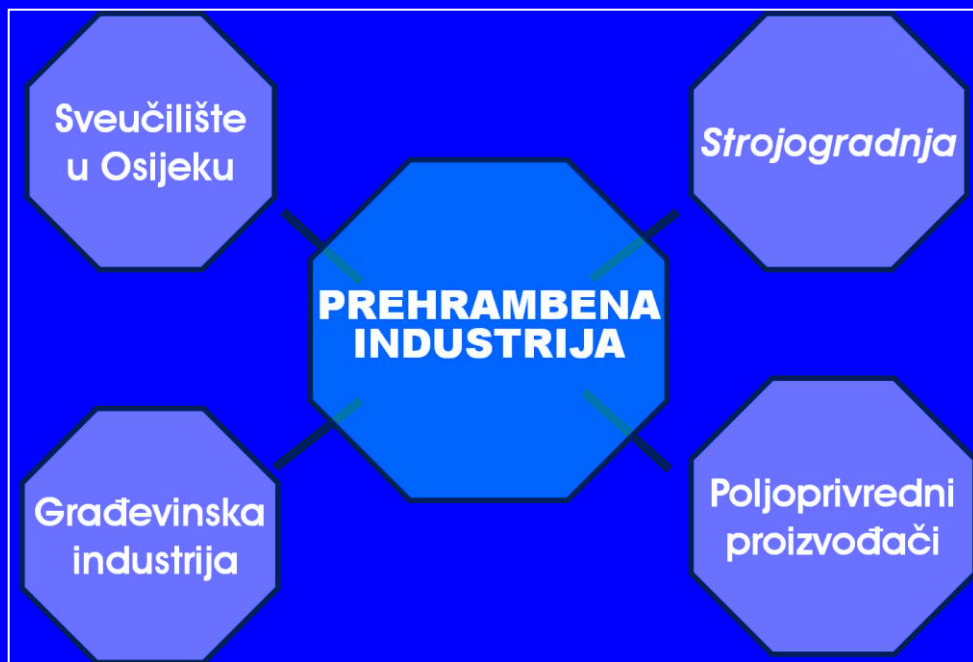 Sveučilište
u Osijeku
Strojogradnja
PREHRAMBENA
INDUSTRIJA
Građevinska
industrija
Poljoprivredni
proizvođači